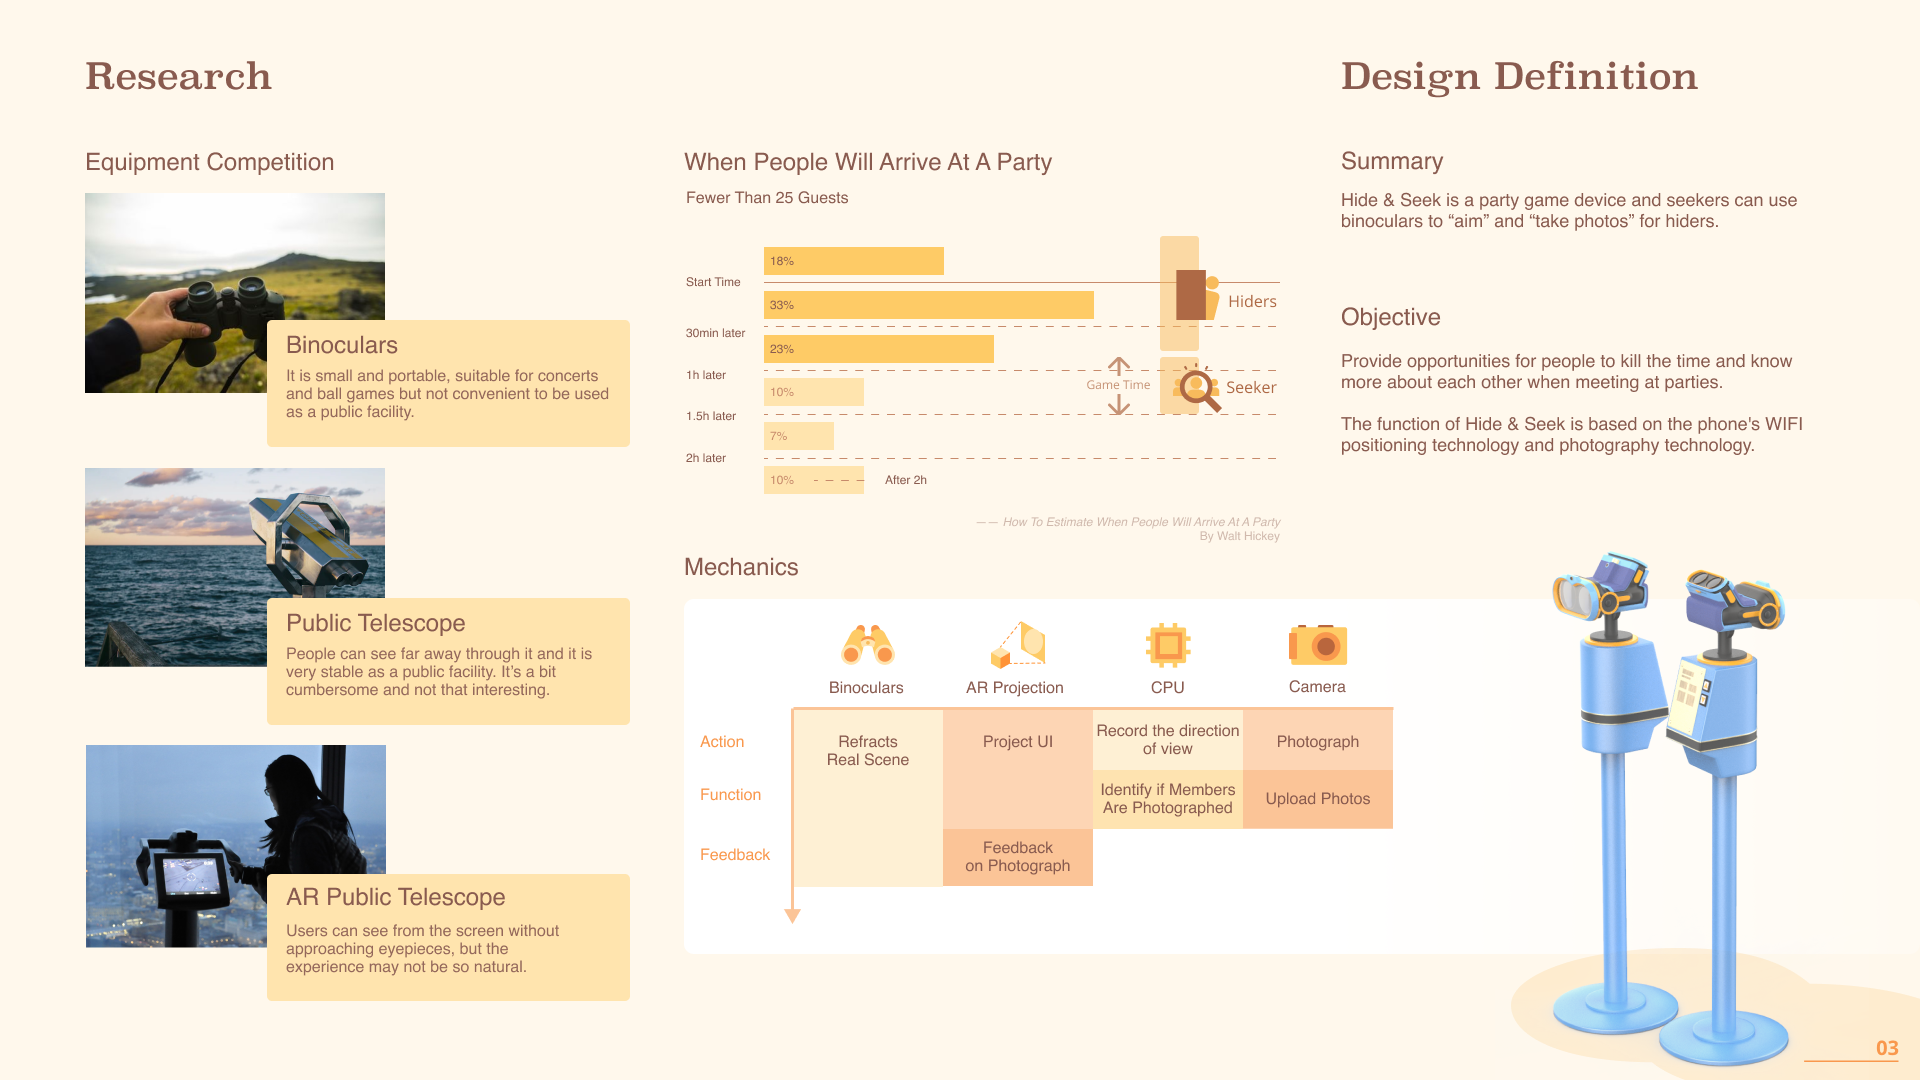 Research
Equipment Competition
Binoculars
It is small and portable, suitable for concerts
and ball games but not convenient to be used
as a public facility.
Public Telescope
People can see far away through it and it is
very stable as a public facility. It's a bit
cumbersome and not that interesting.
AR Public Telescope
Users can see from the screen without
approaching eyepieces, but the
experience may not be so natural.
When People Will Arrive At A Party
Fewer Than 25 Guests
18%
Start Time
33%
Hiders
30min later
23%
1h later
Game Time
Seeker
10%
1.5h later
7%
2h later
10%
After 2h
—— How To Estimate When People Will Arrive At A Party
By Walt Hickey
Mechanics
Binoculars
AR Projection
CPU
Camera
Action
Refracts
Real Scene
Project UI
Record the direction
of view
Photograph
Function
Identify if Members
Are Photographed
Upload Photos
Feedback
Feedback
on Photograph
Design Definition
Summary
Hide & Seek is a party game device and seekers can use
binoculars to “aim” and “take photos” for hiders.
Objective
Provide opportunities for people to kill the time and know
more about each other when meeting at parties.
The function of Hide & Seek is based on the phone's WIFI
positioning technology and photography technology.
03